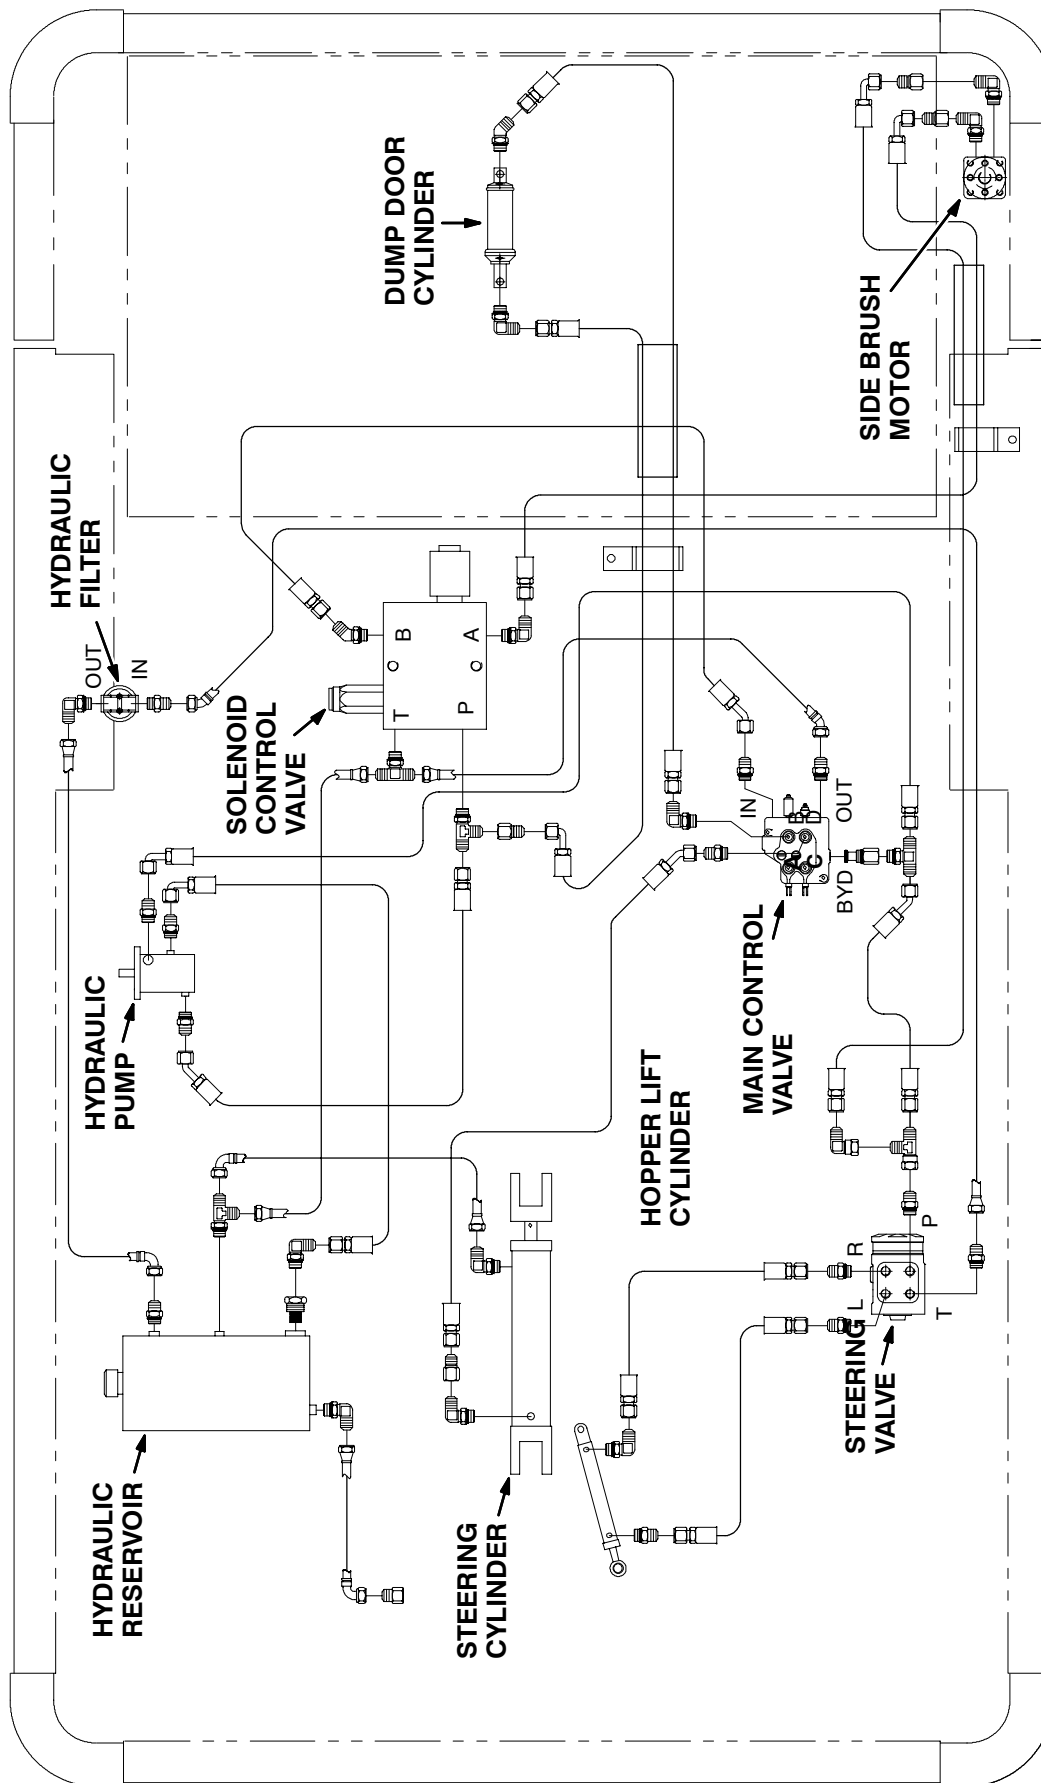 HYDRAULIC
FILTER
OUT
IN
DUMP DOOR
CYLINDER
SIDE BRUSH
MOTOR
SOLENOID
CONTROL
VALVE
B
A
T
P
HYDRAULIC
PUMP
IN
OUT
A
C
BYD
MAIN CONTROL
VALVE
HOPPER LIFT
CYLINDER
HYDRAULIC
RESERVOIR
STEERING
CYLINDER
R
P
L
T
STEERING
VALVE